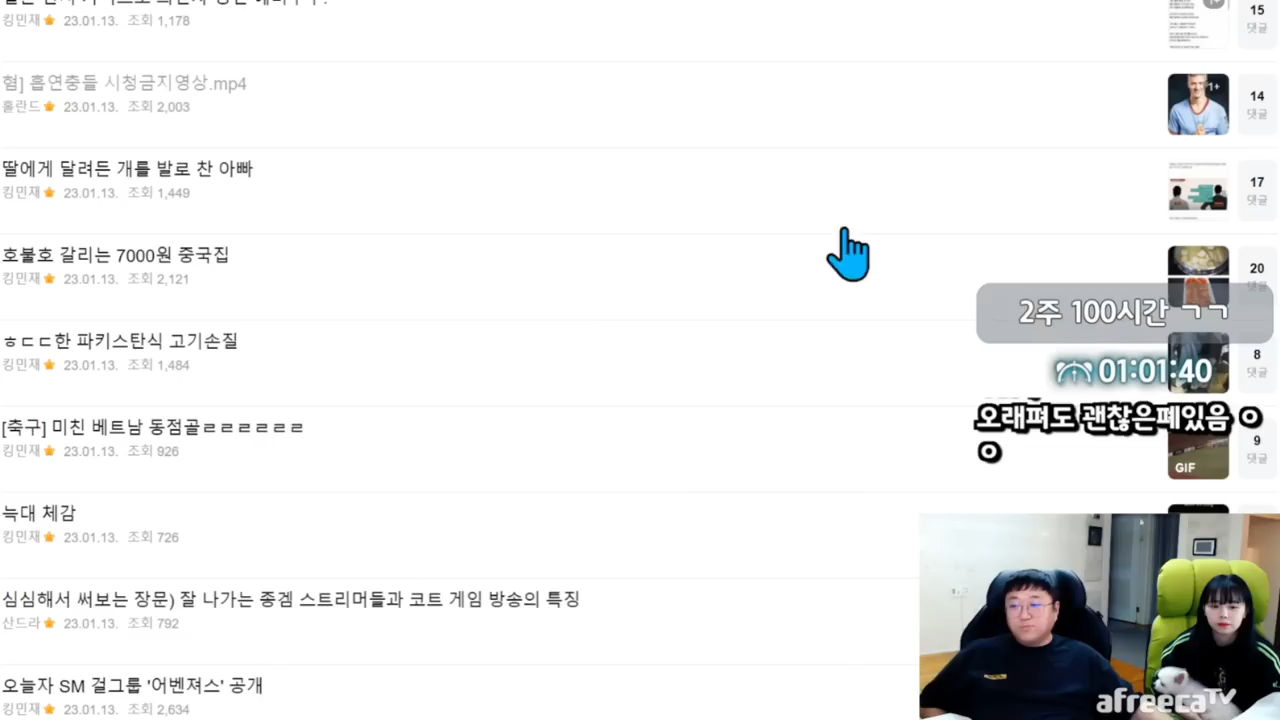 킹민재 조회 1,178
15
댓글
혐] 흡연충들 시청금지영상.mp4
홀란드 23.01.13. 조회 2,003
1+
14
댓글
딸에게 달려든 개를 발로 찬 아빠
킹민재 23.01.13. 조회 1,449
17
댓글
호불호 갈리는 7000원 중국집
킹민재 23.01.13. 조회 2,121
20
댓글
2주 100시간 ㄱㄱ
ㅎㄷㄷ한 파키스탄식 고기손질
킹민재 23.01.13. 조회 1,484
8
댓글
01:01:40
오래펴도 괜찮은폐있음 ㅇ
ㅇ
[축구] 미친 베트남 동점골ㄹㄹㄹㄹㄹㄹ
킹민재 23.01.13. 조회 926
9
댓글
GIF
늑대 체감
킹민재 23.01.13. 조회 726
심심해서 써보는 장문) 잘 나가는 종겜 스트리머들과 코트 게임 방송의 특징
산드라 23.01.13. 조회 792
오늘자 SM 걸그룹 '어벤져스' 공개
킹민재 23.01.13. 조회 2,634
afreecaTV